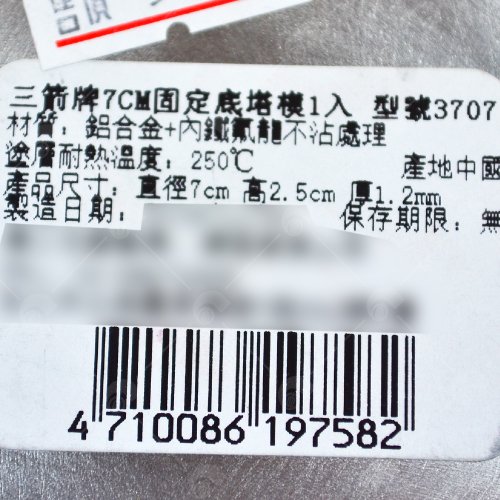 三箭牌7CM固定底塔模1入 型號3707
材質：鋁合金+內鐵氟龍不沾處理
塗層耐熱溫度：250℃ 產地中國
產品尺寸：直徑7cm 高2.5cm 厚1.2mm
製造日期： 保存期限：無
4 710086 197582